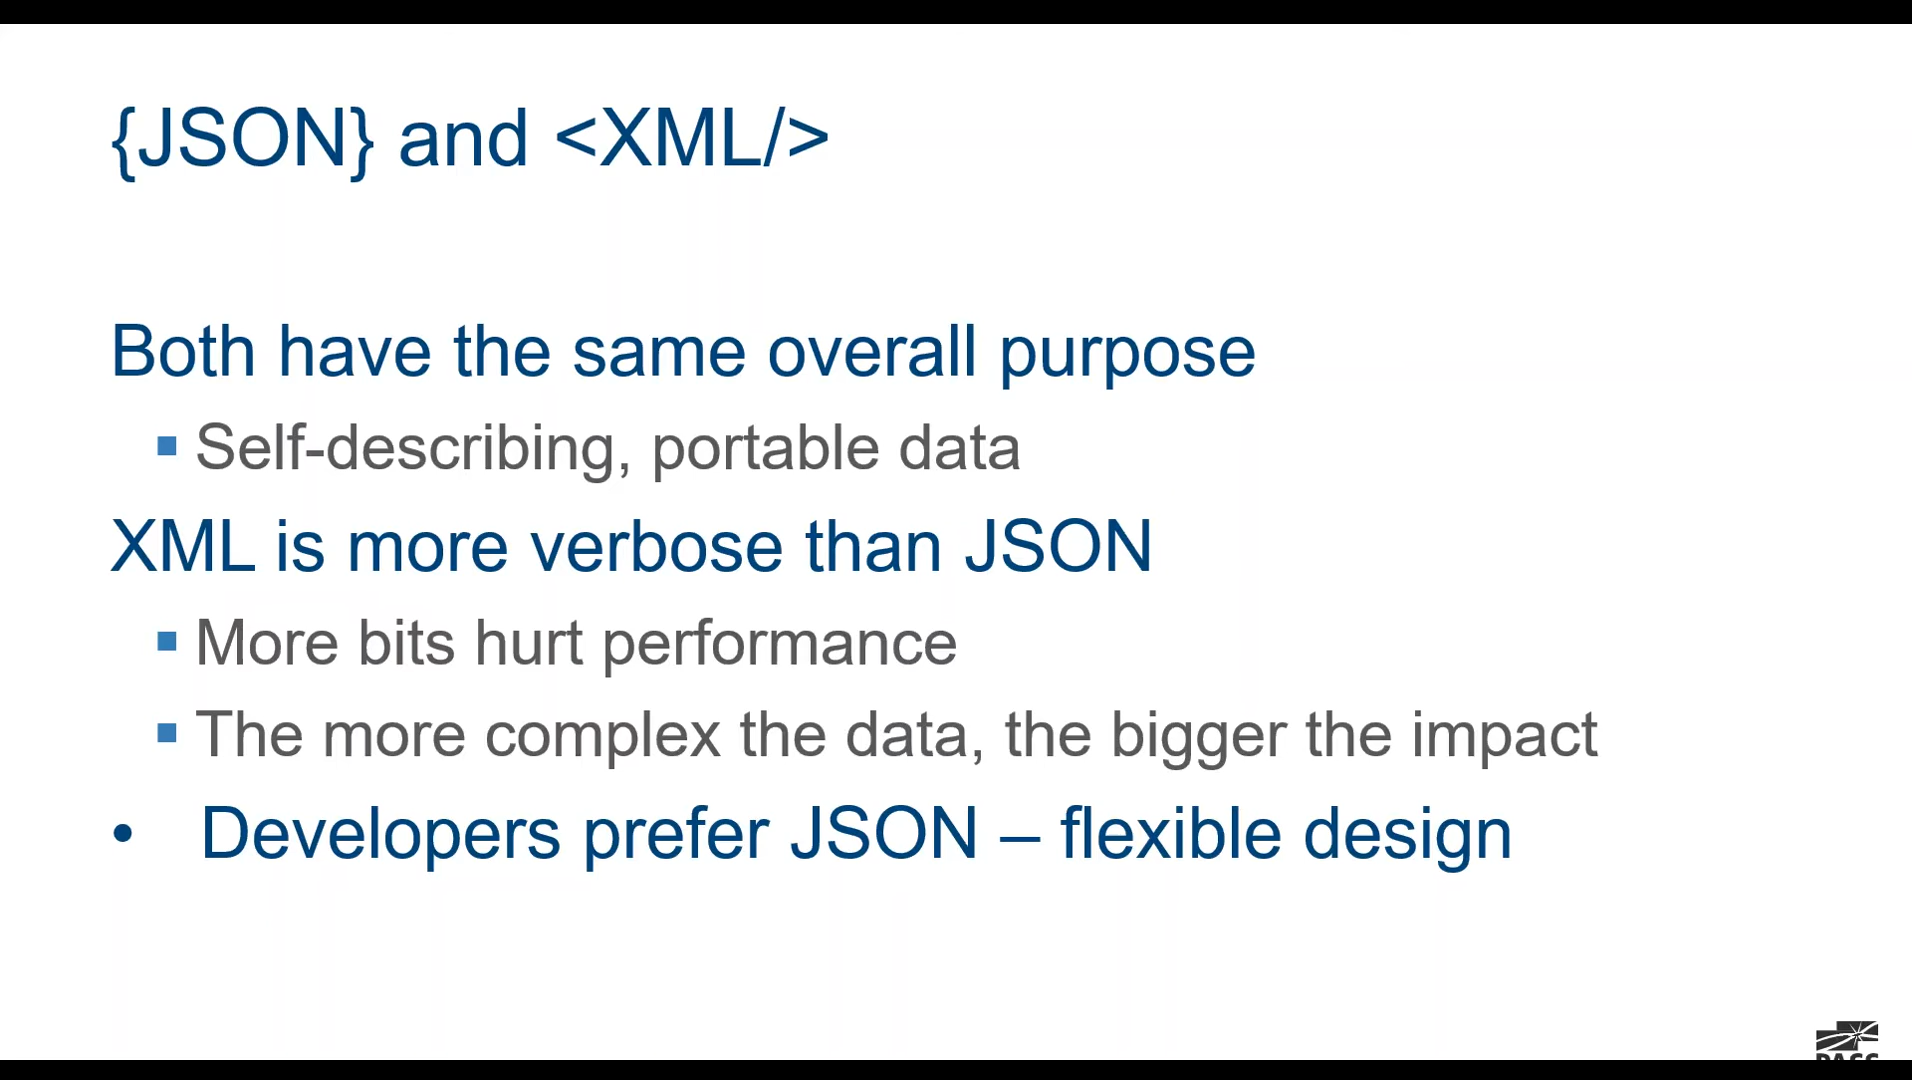 {JSON} and <XML/>
Both have the same overall purpose
▪ Self-describing, portable data
XML is more verbose than JSON
▪ More bits hurt performance
▪ The more complex the data, the bigger the impact
• Developers prefer JSON – flexible design
PASS